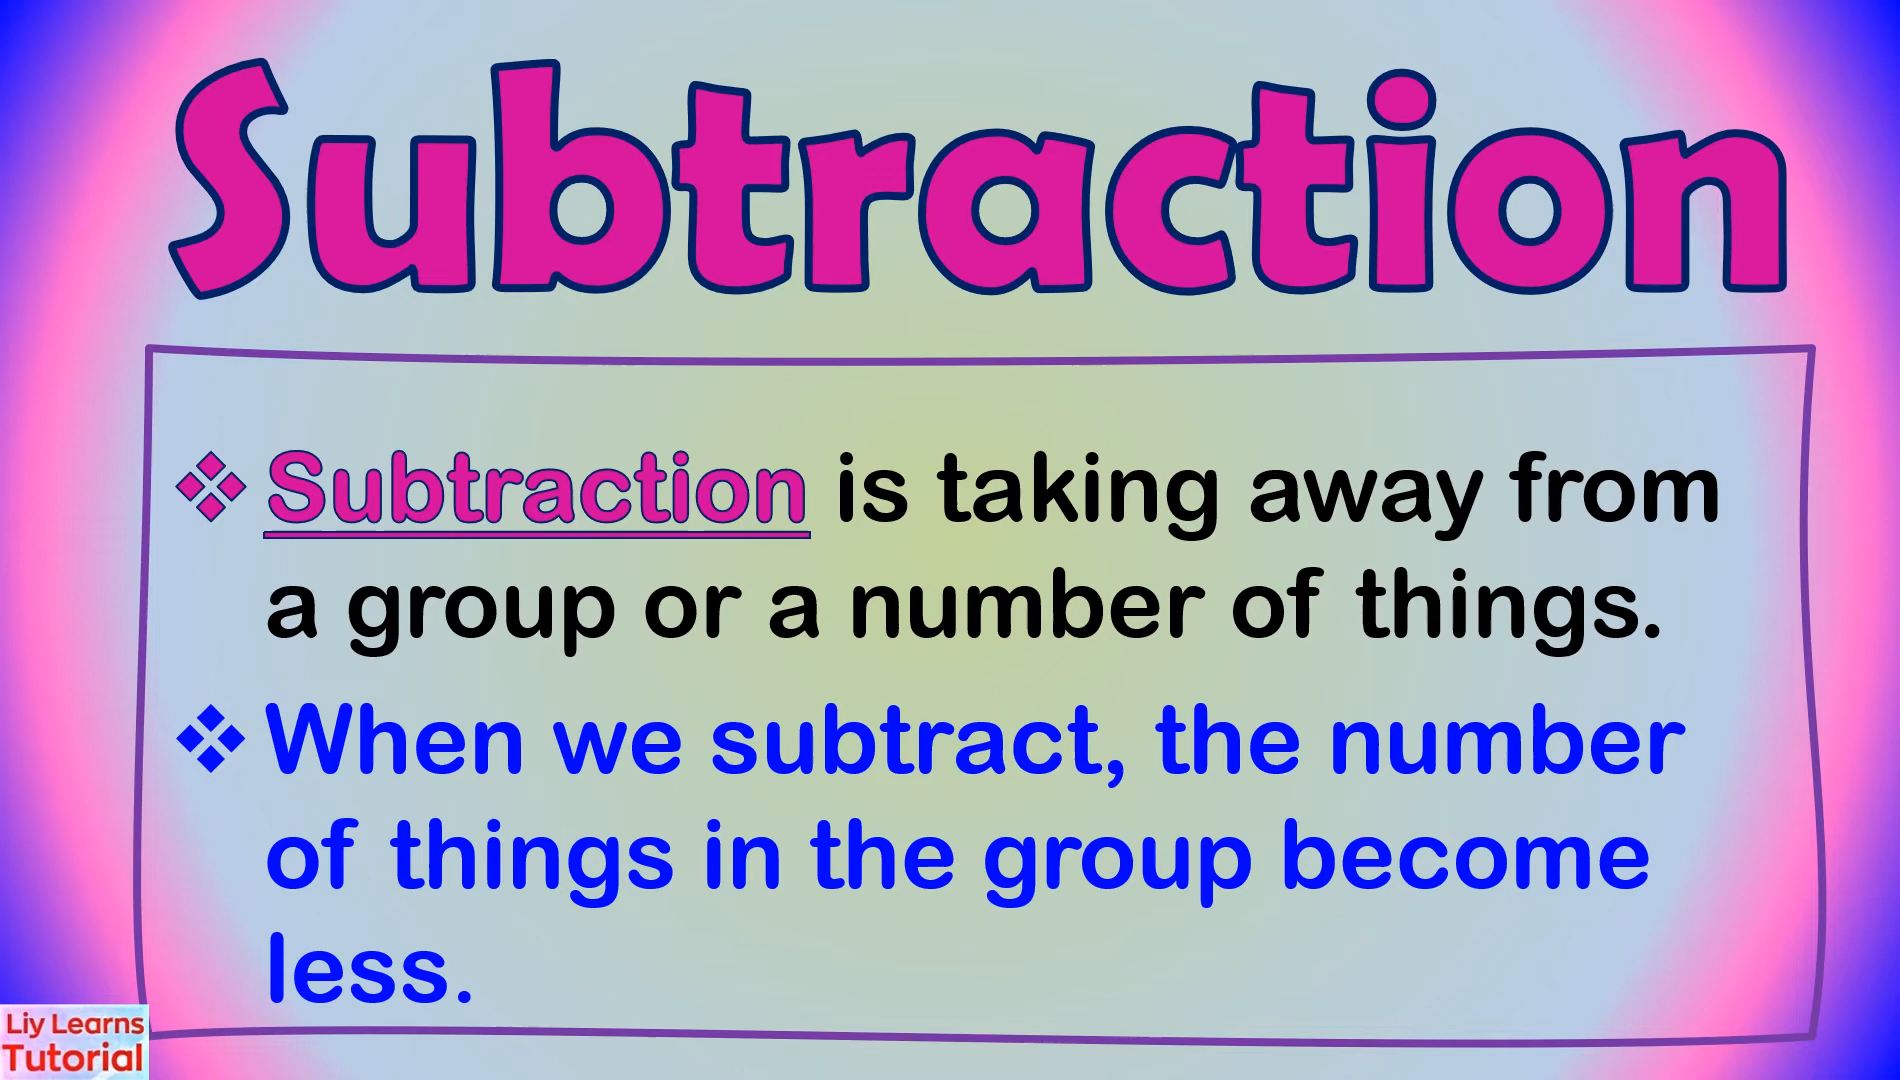 Subtraction
❖ Subtraction is taking away from
a group or a number of things.
❖ When we subtract, the number
of things in the group become
less.
Liy Learns
Tutorial